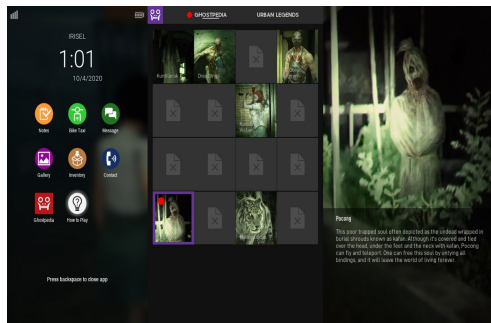 IRISEL
1:01
10/4/2020
Notes
Bike Taxi
Message
Gallery
Inventory
Contact
Ghostpedia
How to Play
Press backspace to close app
GHOSTPEDIA
URBAN LEGENDS
Pocong
This poor trapped soul often depicted as the undead wrapped in
burial shrouds known as kafan. Although it's covered and tied
over the head, under the feet and the neck with kafan, Pocong
can fly and teleport. One can free this soul by untying all
bindings, and it will leave the world of living forever.